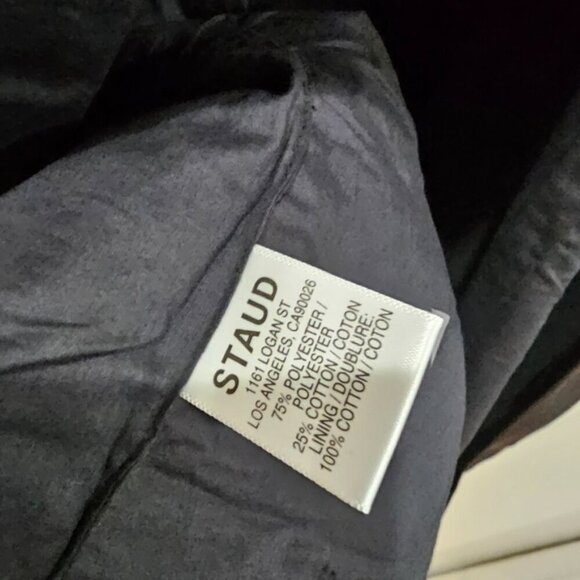 STAUD
1161 LOGAN ST
LOS ANGELES, CA90026
75% POLYESTER /
POLYESTER
25% COTTON / COTON
LINING / DOUBLURE:
100% COTTON / COTON